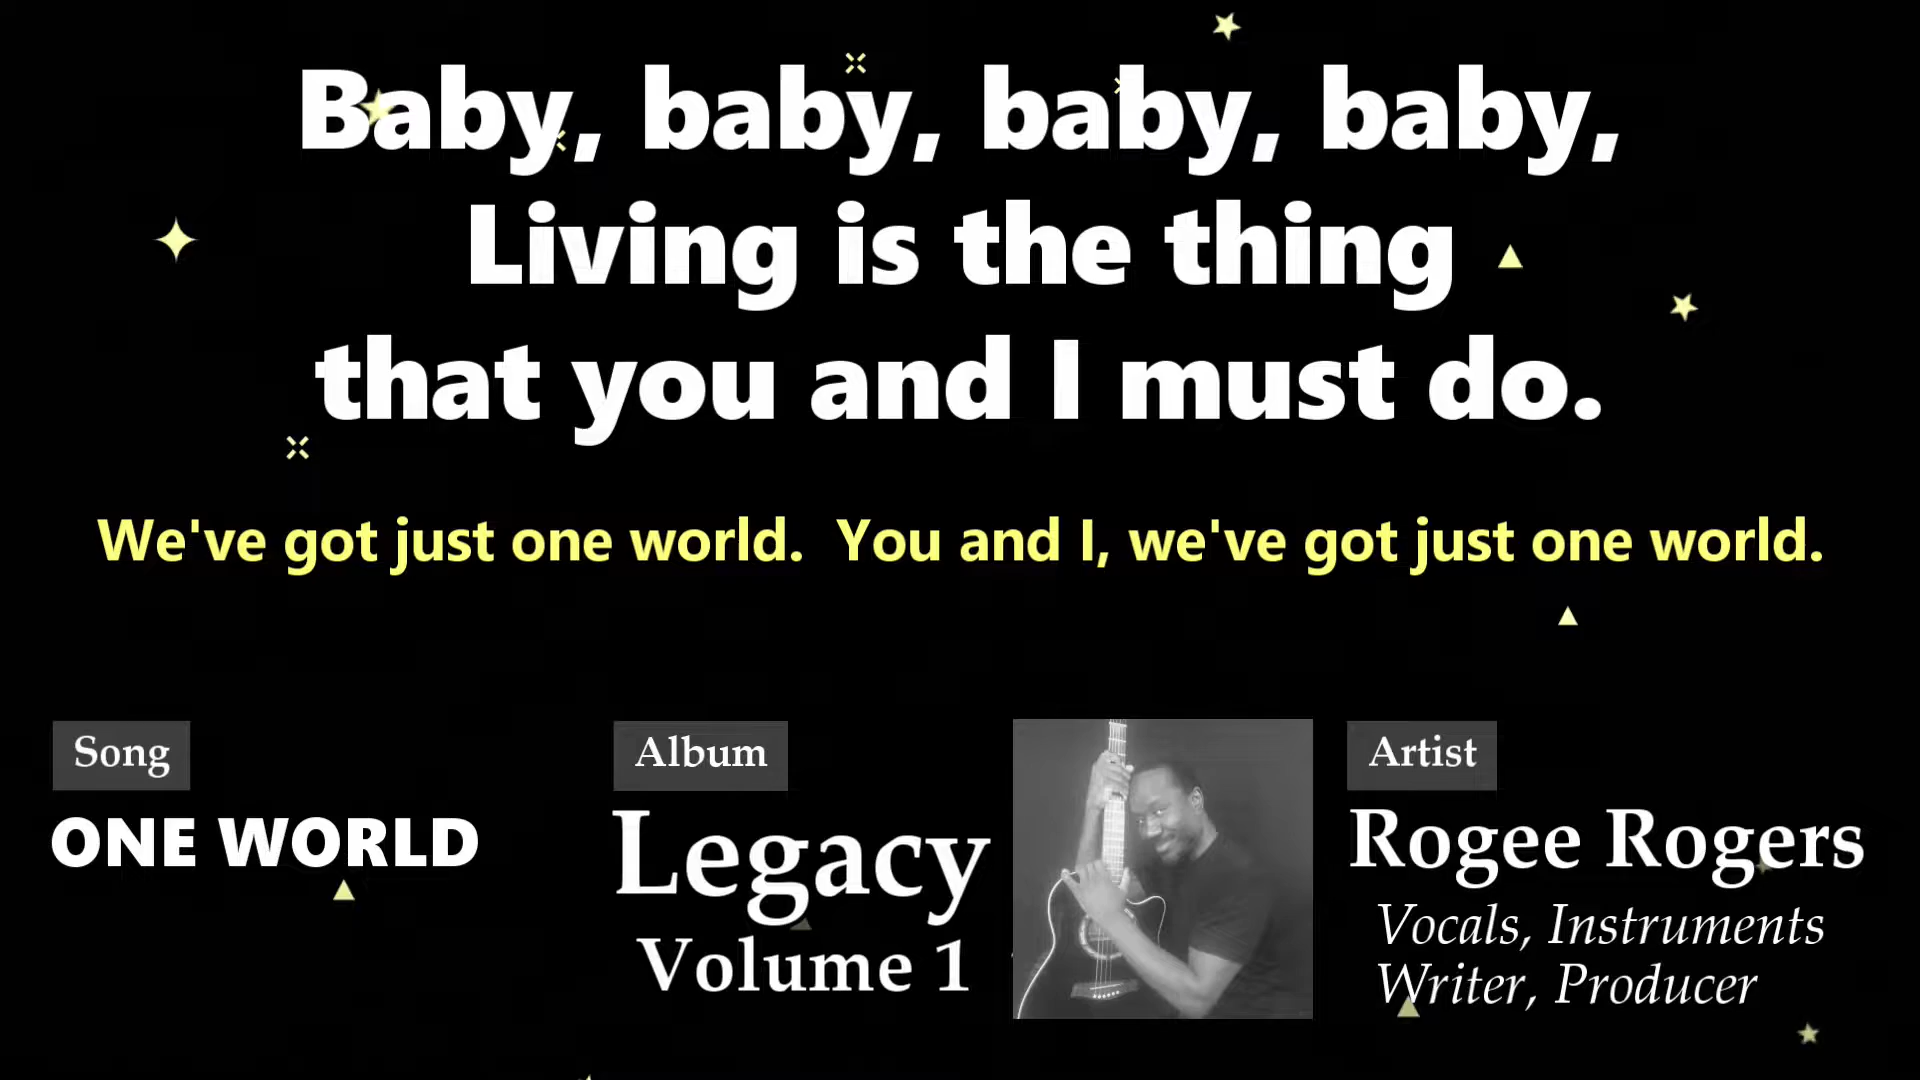 Baby, baby, baby, baby,
Living is the thing
that you and I must do.
We've got just one world.  You and I, we've got just one world.
Song
ONE WORLD
Album
Legacy
Volume 1
Artist
Rogee Rogers
Vocals, Instruments
Writer, Producer